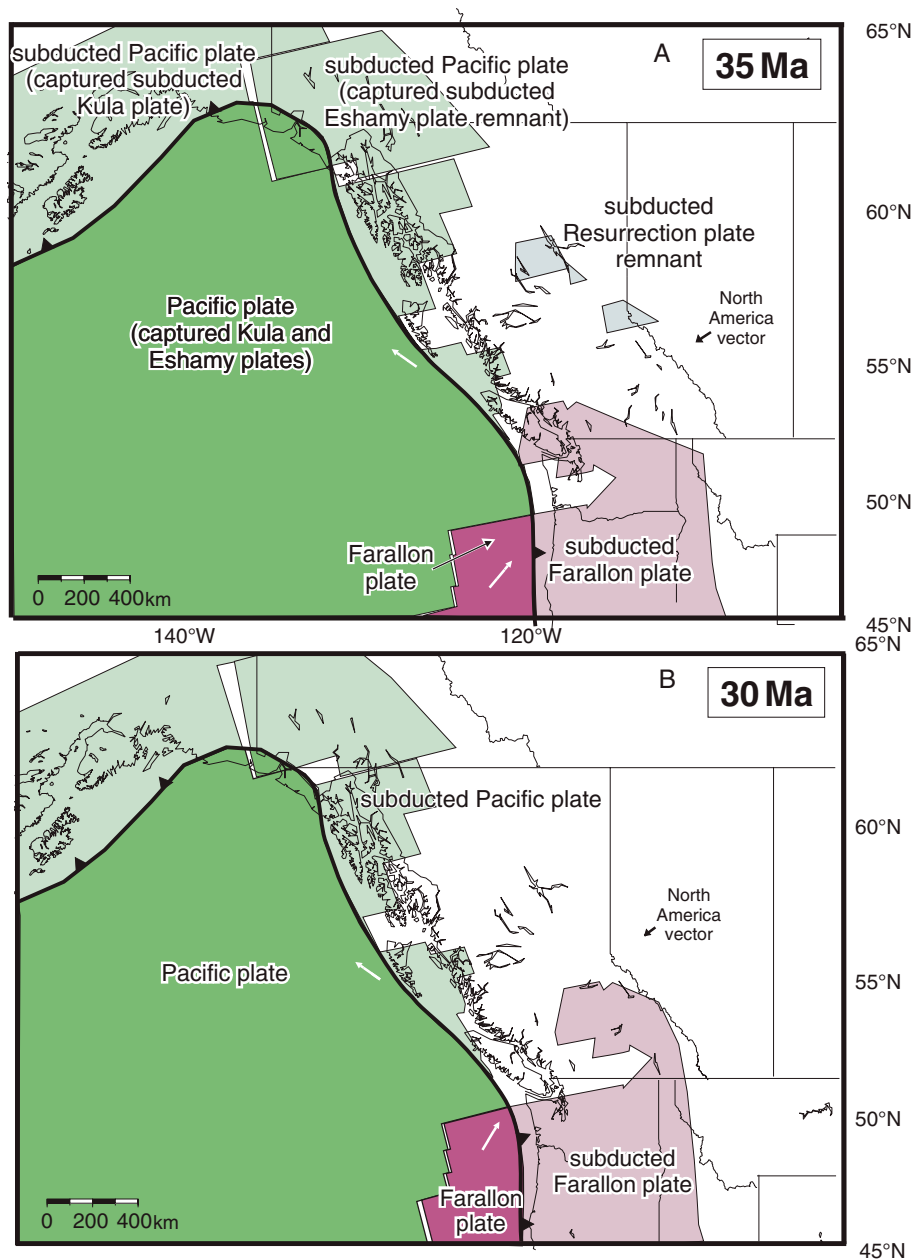 subducted Pacific plate
(captured subducted
Kula plate)
subducted Pacific plate
(captured subducted
Eshamy plate remnant)
A
35 Ma
65°N
60°N
subducted
Resurrection plate
remnant
North
America
vector
Pacific plate
(captured Kula and
Eshamy plates)
55°N
50°N
Farallon
plate
subducted
Farallon plate
0 200 400km
45°N
140°W
120°W
65°N
B
30 Ma
subducted Pacific plate
60°N
North
America
vector
Pacific plate
55°N
50°N
subducted
Farallon plate
Farallon
plate
0 200 400km
45°N